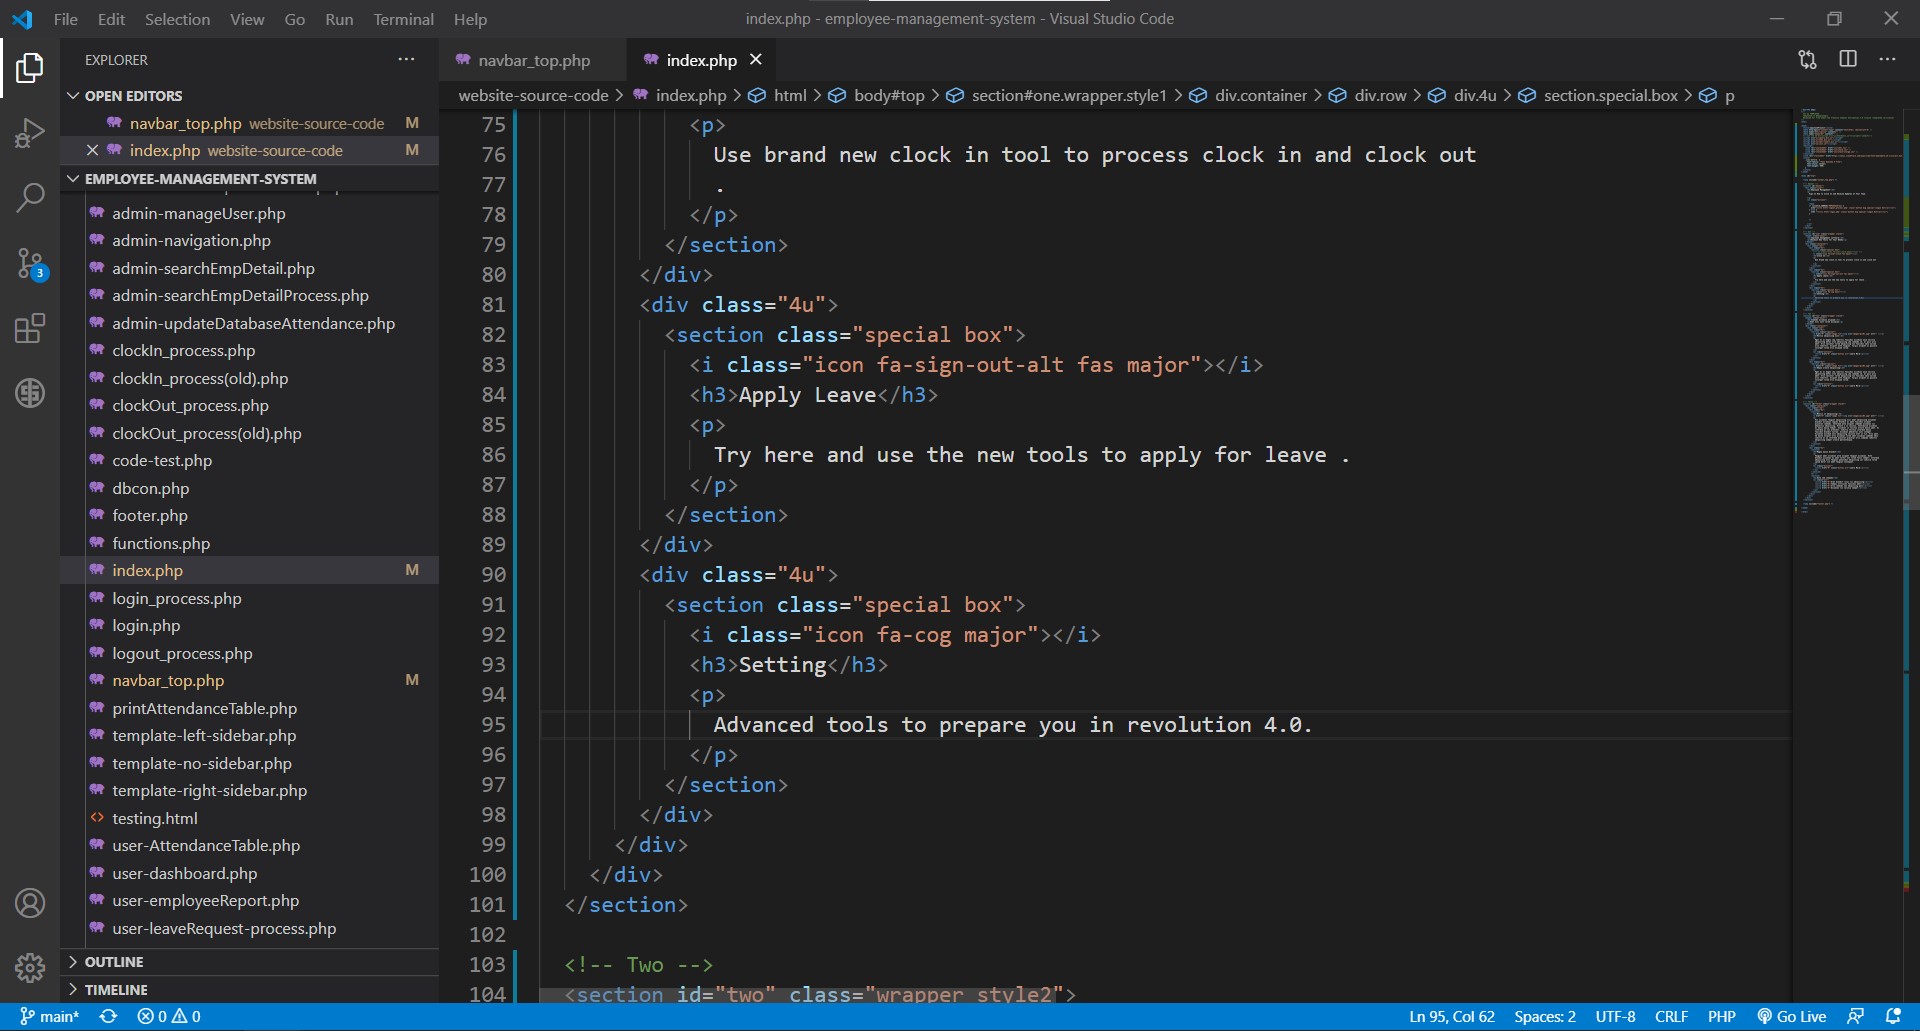 File Edit Selection View Go Run Terminal Help
index.php - employee-management-system - Visual Studio Code
EXPLORER
OPEN EDITORS
navbar_top.php website-source-code M
index.php website-source-code M
EMPLOYEE-MANAGEMENT-SYSTEM
admin-manageUser.php
admin-navigation.php
admin-searchEmpDetail.php
admin-searchEmpDetailProcess.php
admin-updateDatabaseAttendance.php
clockIn_process.php
clockIn_process(old).php
clockOut_process.php
clockOut_process(old).php
code-test.php
dbcon.php
footer.php
functions.php
index.php M
login_process.php
login.php
logout_process.php
navbar_top.php M
printAttendanceTable.php
template-left-sidebar.php
template-no-sidebar.php
template-right-sidebar.php
testing.html
user-AttendanceTable.php
user-dashboard.php
user-employeeReport.php
user-leaveRequest-process.php
OUTLINE
TIMELINE
3
navbar_top.php index.php
website-source-code > index.php > html > body#top > section#one.wrapper.style1 > div.container > div.row > div.4u > section.special.box > p
75 <p>
76 Use brand new clock in tool to process clock in and clock out
77 .
78 </p>
79 </section>
80 </div>
81 <div class="4u">
82 <section class="special box">
83 <i class="icon fa-sign-out-alt fas major"></i>
84 <h3>Apply Leave</h3>
85 <p>
86 Try here and use the new tools to apply for leave .
87 </p>
88 </section>
89 </div>
90 <div class="4u">
91 <section class="special box">
92 <i class="icon fa-cog major"></i>
93 <h3>Setting</h3>
94 <p>
95 Advanced tools to prepare you in revolution 4.0.
96 </p>
97 </section>
98 </div>
99 </div>
100 </div>
101 </section>
102
103 <!-- Two -->
104 <section id="two" class="wrapper style2">
main* 0 0
Ln 95, Col 62 Spaces: 2 UTF-8 CRLF PHP Go Live